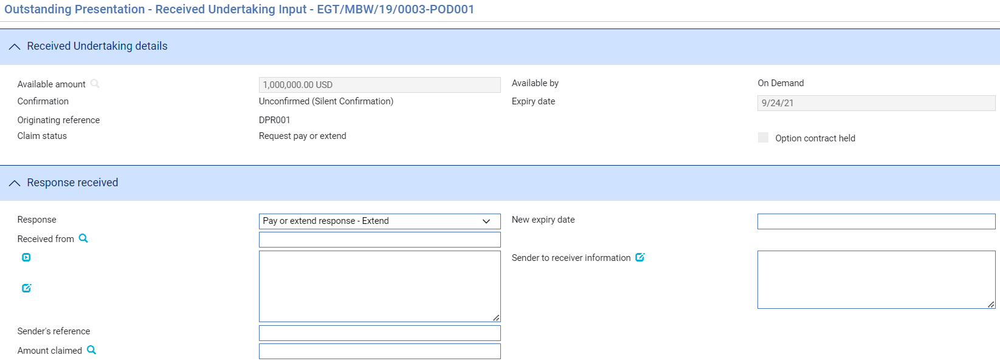 Outstanding Presentation - Received Undertaking Input - EGT/MBW/19/0003-POD001
Received Undertaking details
Available amount 1,000,000.00 USD Available by On Demand
Confirmation Unconfirmed (Silent Confirmation) Expiry date 9/24/21
Originating reference DPR001
Claim status Request pay or extend Option contract held
Response received
Response Pay or extend response - Extend New expiry date
Received from
Sender to receiver information
Sender's reference
Amount claimed